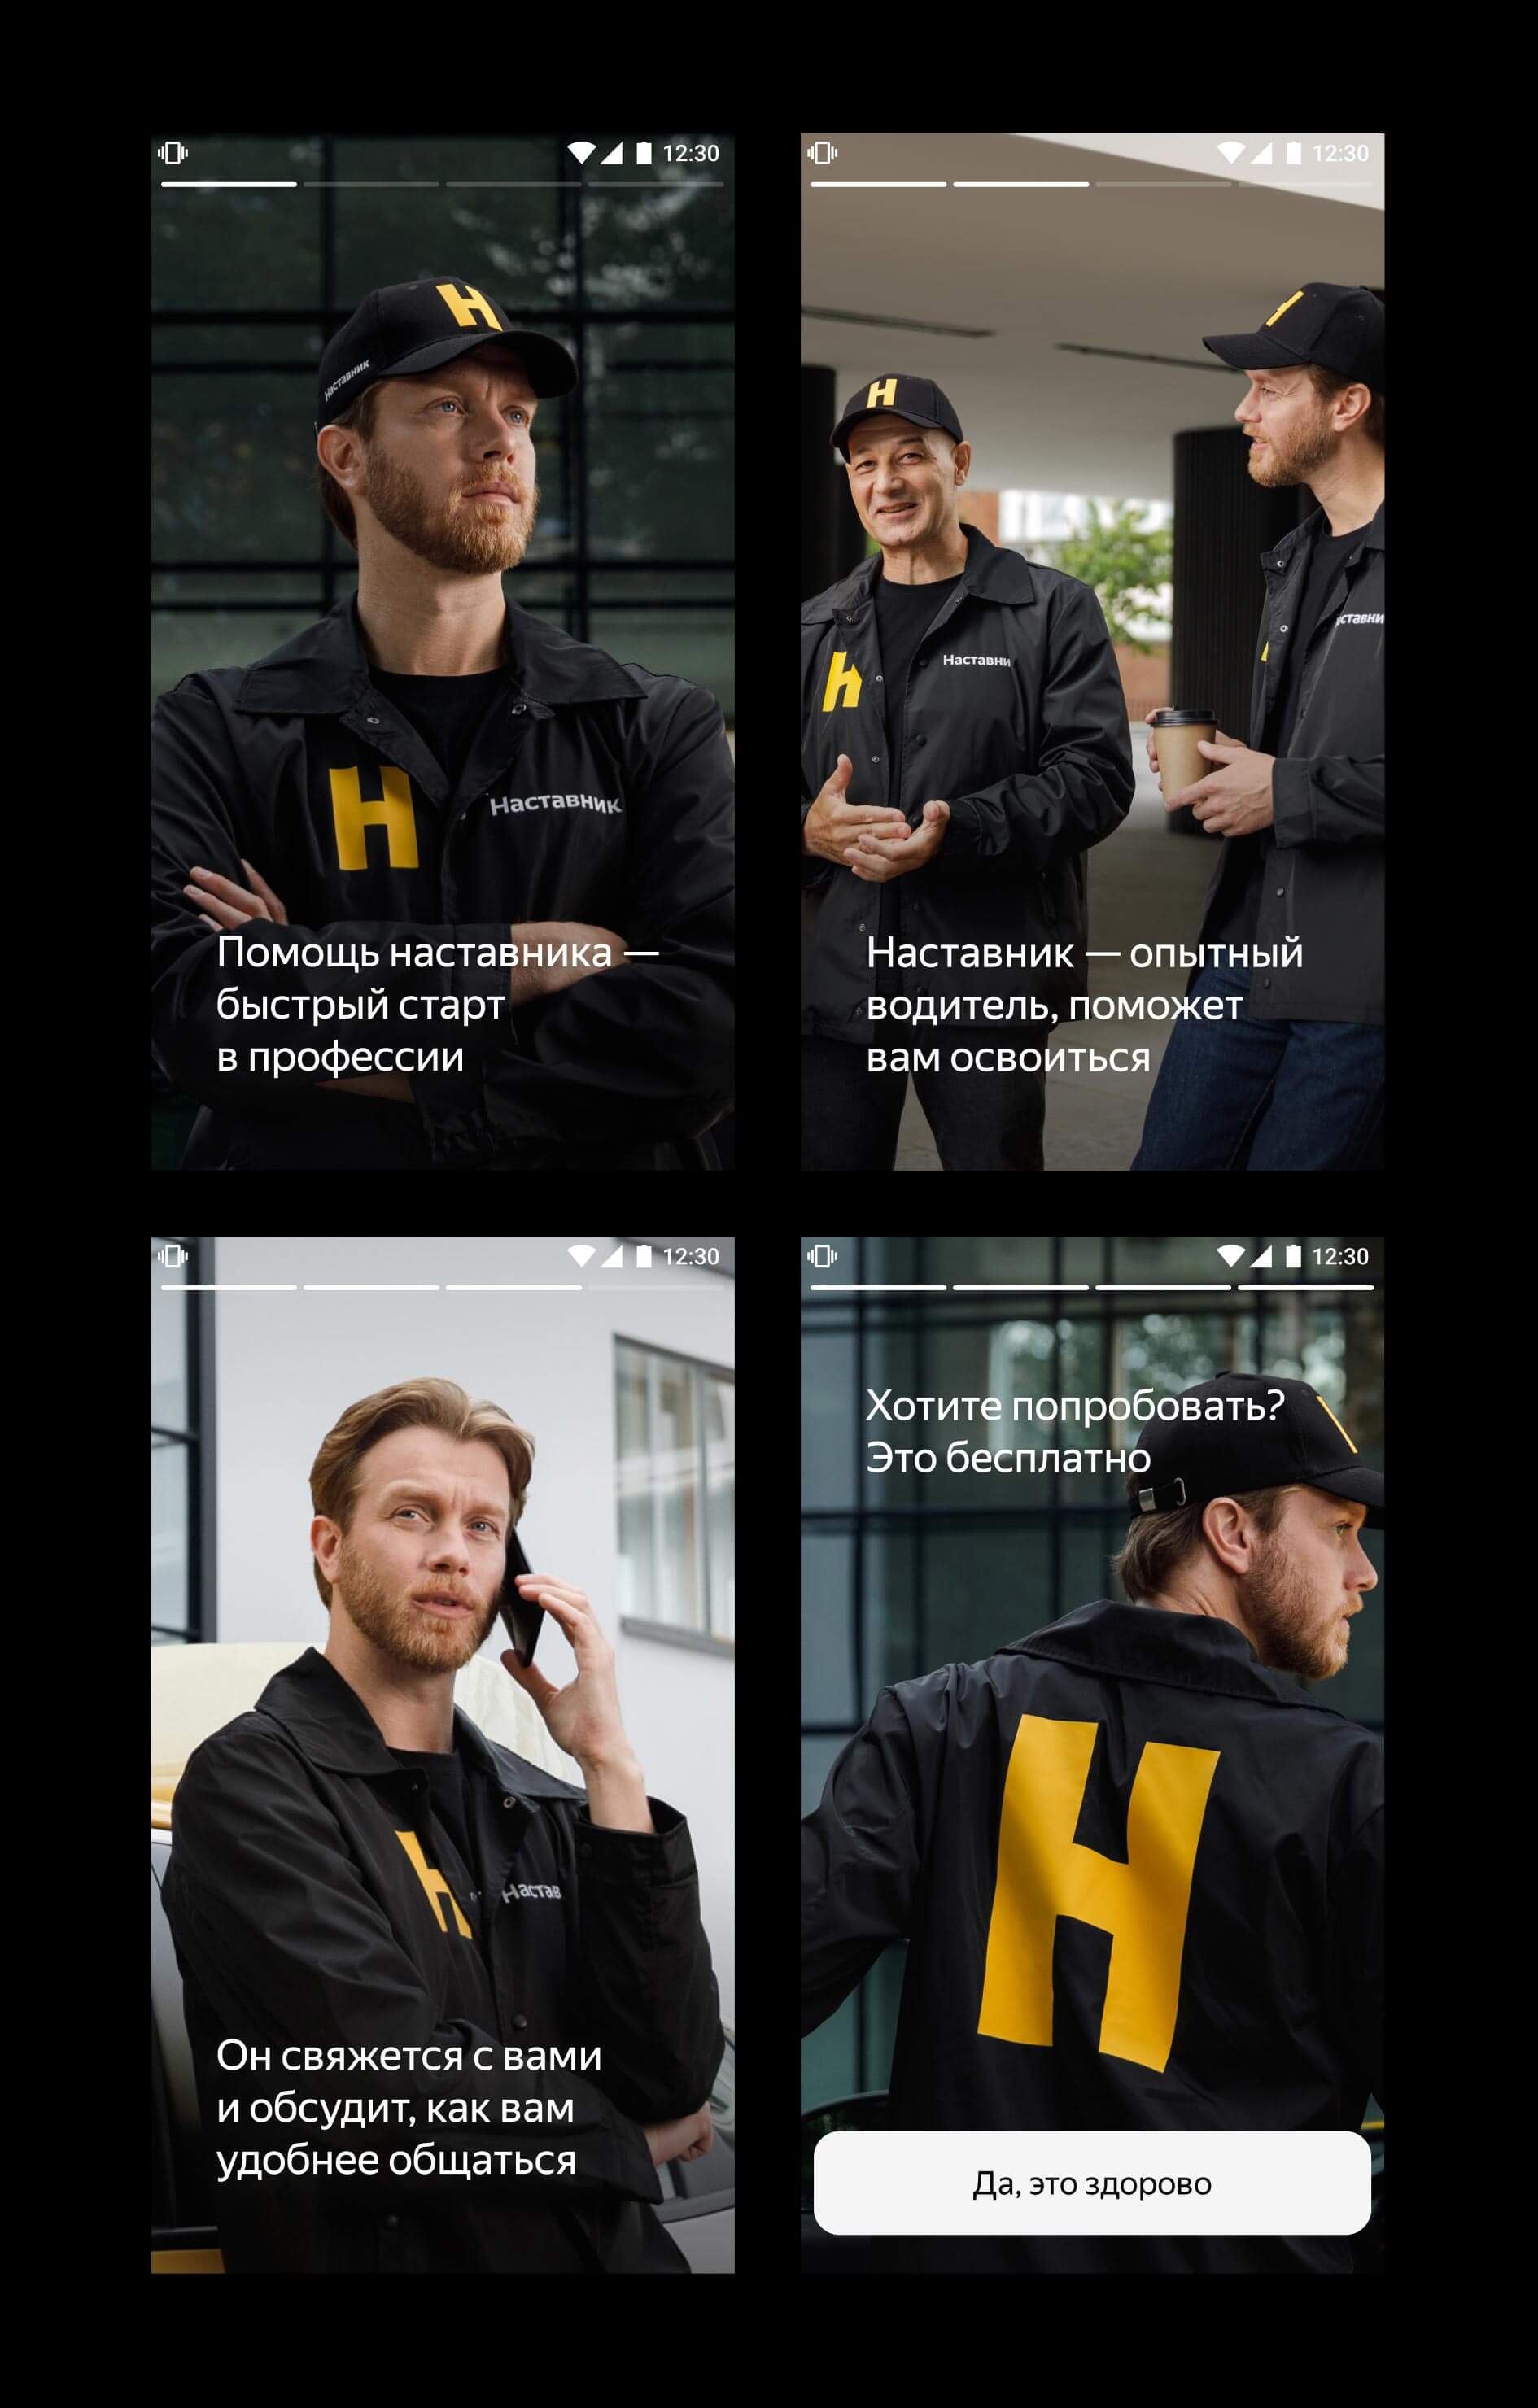 12:30
Н
Наставник
Н
Наставник
Помощь наставника —
быстрый старт
в профессии
12:30
Н
Н
Н
Наставни
ставни
Наставник — опытный
водитель, поможет
вам освоиться
12:30
Н
Настав
Он свяжется с вами
и обсудит, как вам
удобнее общаться
12:30
Хотите попробовать?
Это бесплатно
Н
Да, это здорово